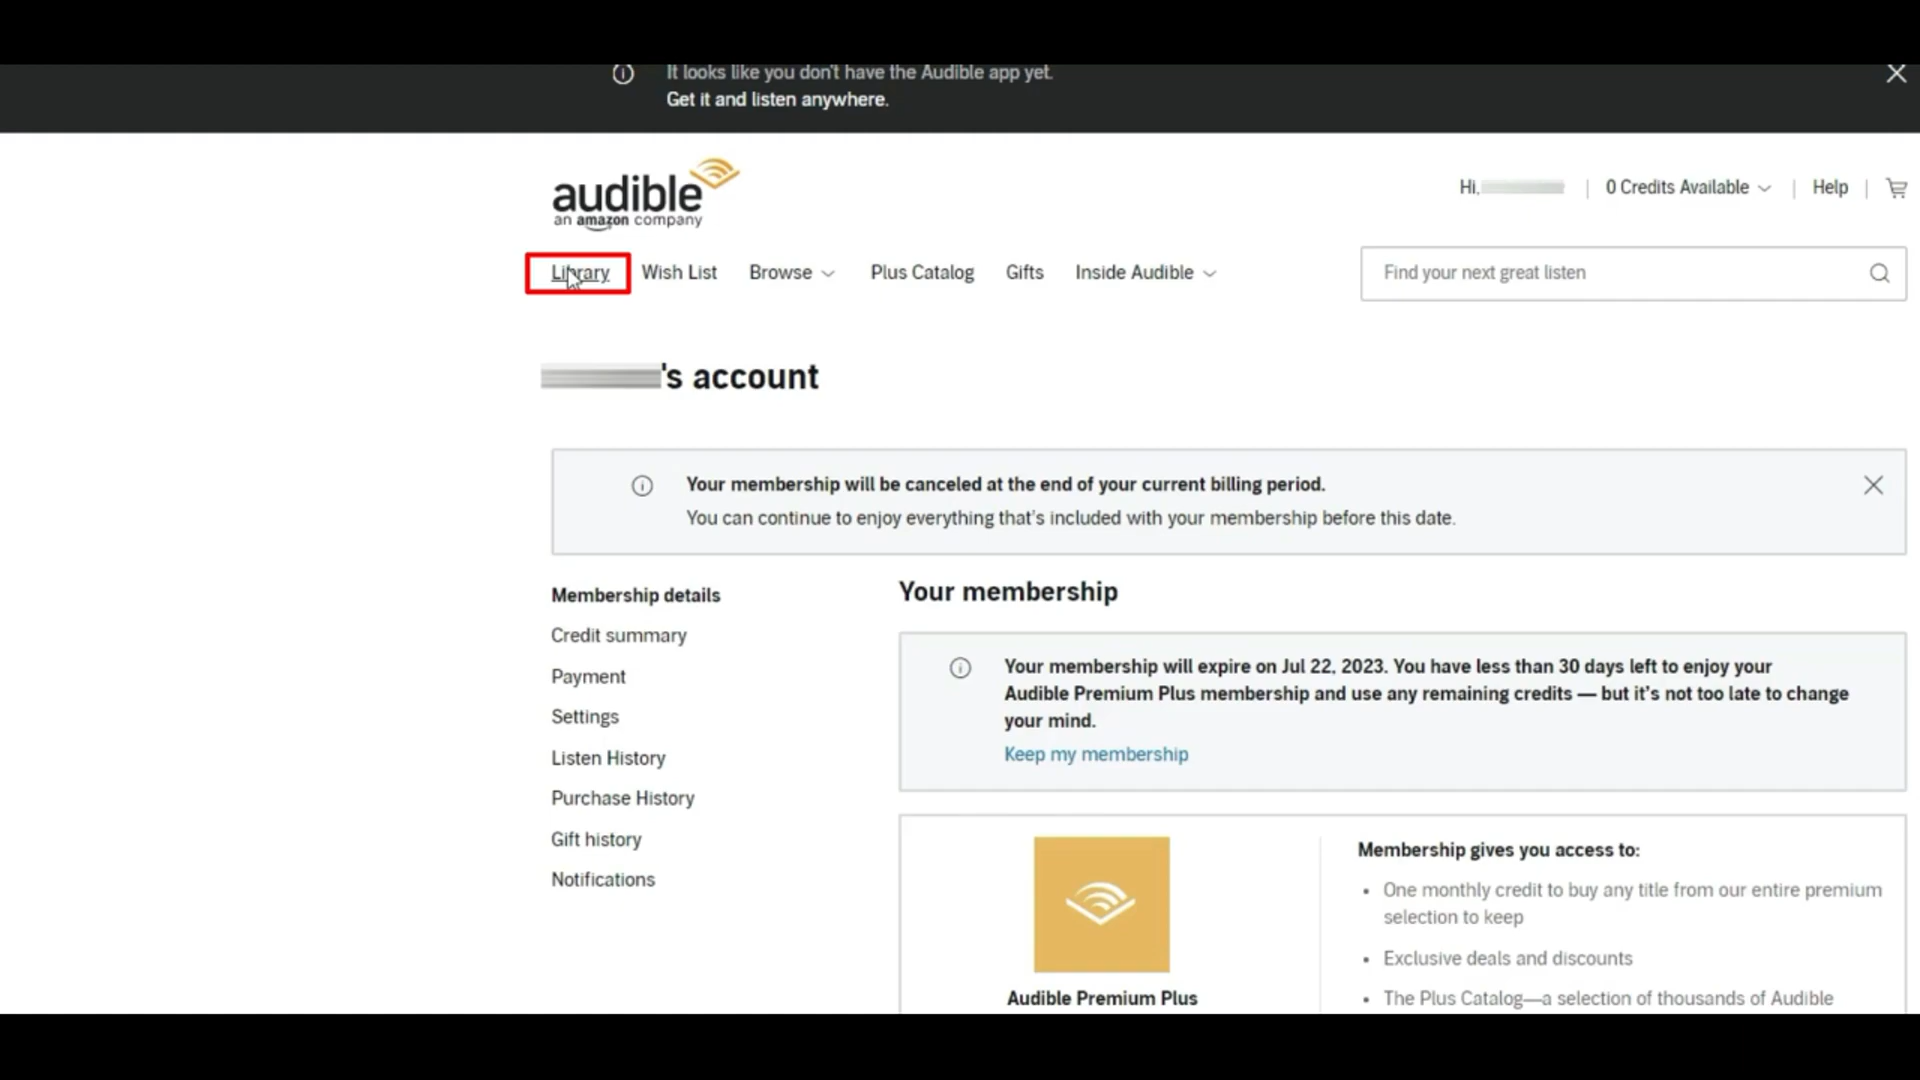 It looks like you don't have the Audible app yet.
Get it and listen anywhere.
audible
an amazon company
Hi,
0 Credits Available
Help
Library
Wish List
Browse
Plus Catalog
Gifts
Inside Audible
Find your next great listen
's account
Your membership will be canceled at the end of your current billing period.
You can continue to enjoy everything that's included with your membership before this date.
Membership details
Credit summary
Payment
Settings
Listen History
Purchase History
Gift history
Notifications
Your membership
Your membership will expire on Jul 22, 2023. You have less than 30 days left to enjoy your
Audible Premium Plus membership and use any remaining credits — but it's not too late to change
your mind.
Keep my membership
Audible Premium Plus
Membership gives you access to:
• One monthly credit to buy any title from our entire premium
selection to keep
• Exclusive deals and discounts
• The Plus Catalog—a selection of thousands of Audible